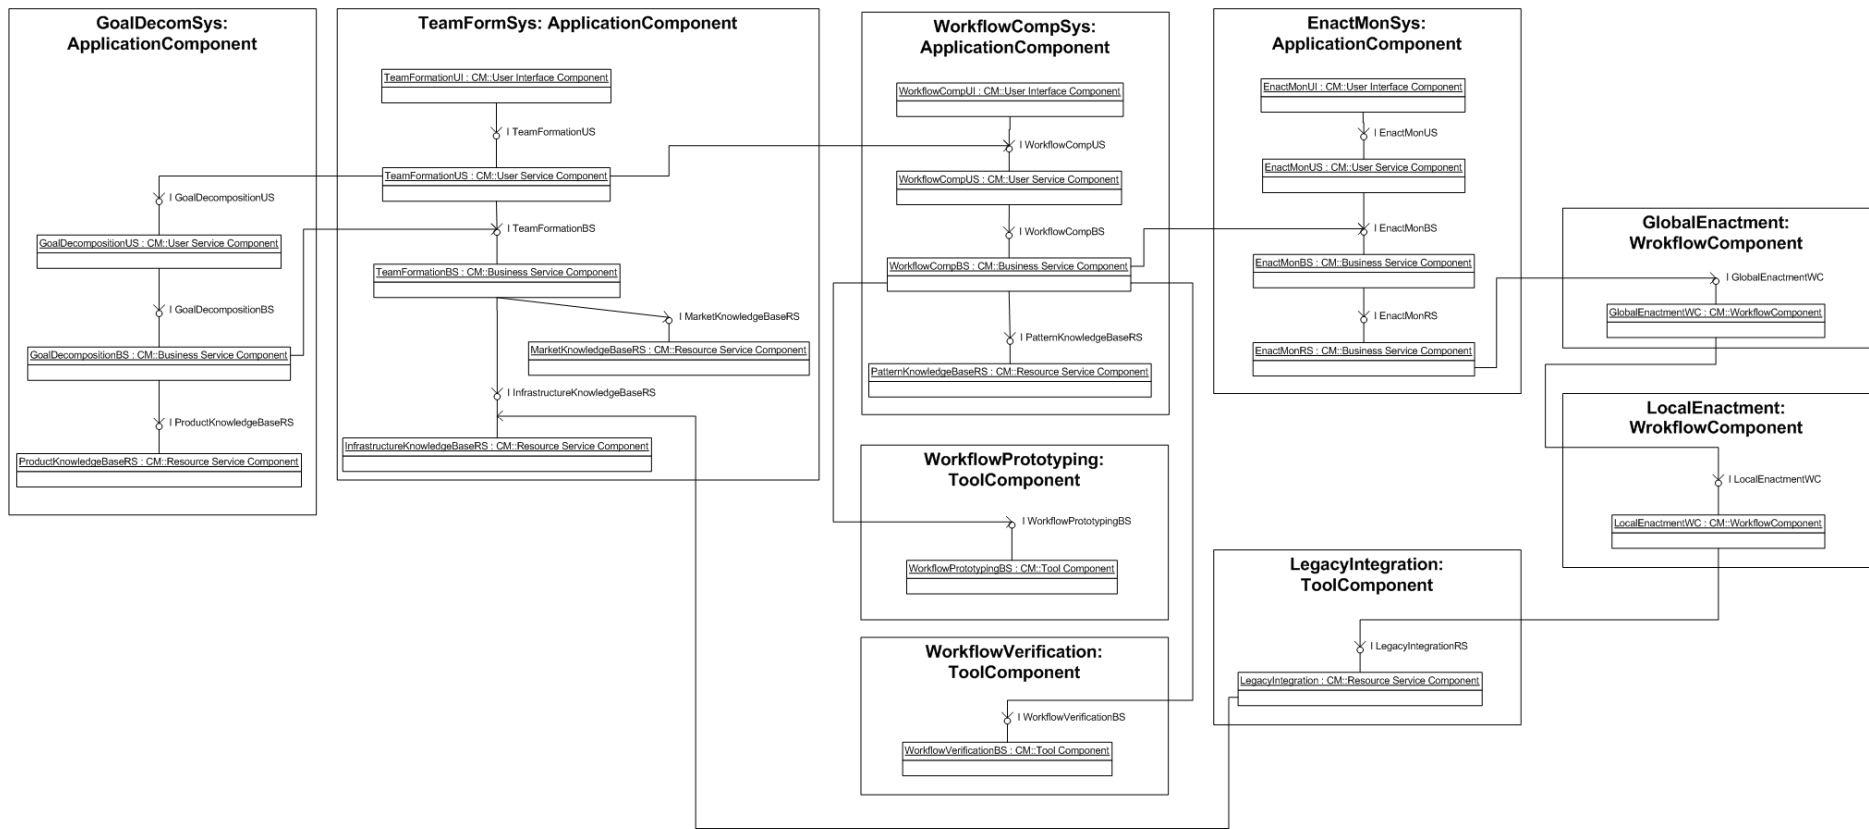 GoalDecomSys:
ApplicationComponent
I GoalDecompositionUS
GoalDecompositionUS : CM::User Service Component
I GoalDecompositionBS
GoalDecompositionBS : CM::Business Service Component
I ProductKnowledgeBaseRS
ProductKnowledgeBaseRS : CM::Resource Service Component
TeamFormSys: ApplicationComponent
TeamFormationUI : CM::User Interface Component
I TeamFormationUS
TeamFormationUS : CM::User Service Component
I TeamFormationBS
TeamFormationBS : CM::Business Service Component
I MarketKnowledgeBaseRS
MarketKnowledgeBaseRS : CM::Resource Service Component
I InfrastructureKnowledgeBaseRS
InfrastructureKnowledgeBaseRS : CM::Resource Service Component
WorkflowCompSys:
ApplicationComponent
WorkflowCompUI : CM::User Interface Component
I WorkflowCompUS
WorkflowCompUS : CM::User Service Component
I WorkflowCompBS
WorkflowCompBS : CM::Business Service Component
I PatternKnowledgeBaseRS
PatternKnowledgeBaseRS : CM::Resource Service Component
WorkflowPrototyping:
ToolComponent
I WorkflowPrototypingBS
WorkflowPrototypingBS : CM::Tool Component
WorkflowVerification:
ToolComponent
I WorkflowVerificationBS
WorkflowVerificationBS : CM::Tool Component
EnactMonSys:
ApplicationComponent
EnactMonUI : CM::User Interface Component
I EnactMonUS
EnactMonUS : CM::User Service Component
I EnactMonBS
EnactMonBS : CM::Business Service Component
I EnactMonRS
EnactMonRS : CM::Business Service Component
LegacyIntegration:
ToolComponent
I LegacyIntegrationRS
LegacyIntegration : CM::Resource Service Component
GlobalEnactment:
WrokflowComponent
I GlobalEnactmentWC
GlobalEnactmentWC : CM::WorkflowComponent
LocalEnactment:
WrokflowComponent
I LocalEnactmentWC
LocalEnactmentWC : CM::WorkflowComponent